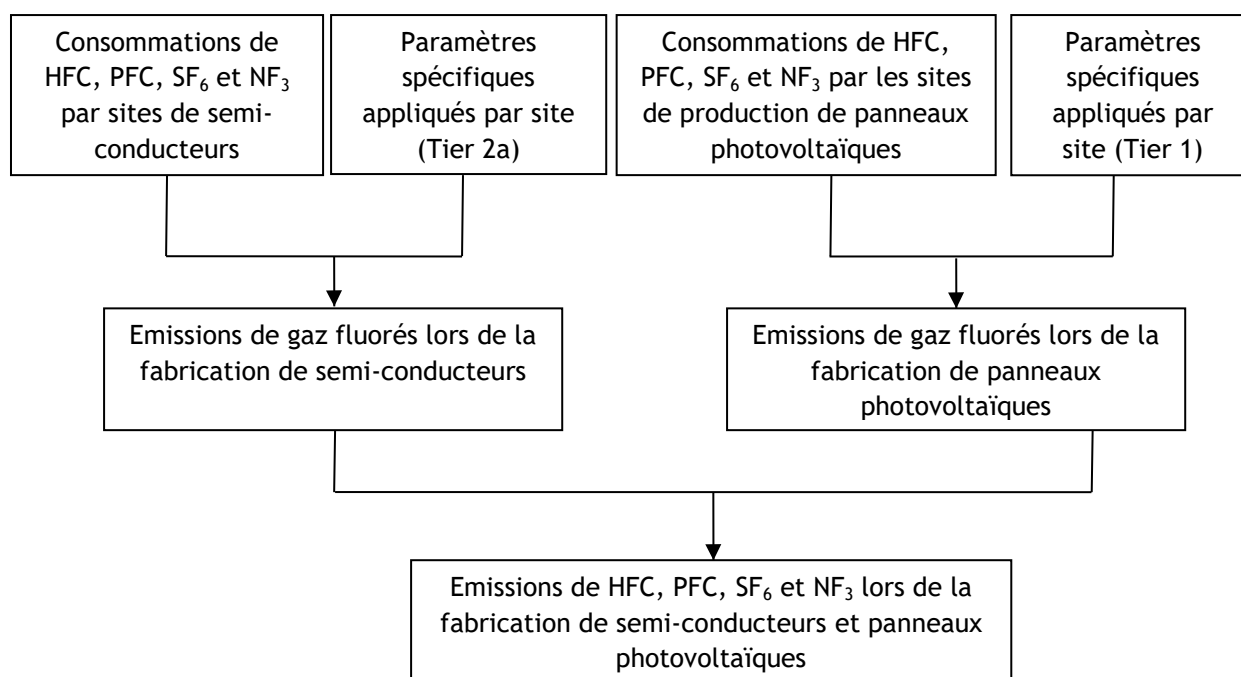 Consommations de
HFC, PFC, SF₆ et NF₃
par sites de semi-
conducteurs
Paramètres
spécifiques
appliqués par site
(Tier 2a)
Consommations de HFC,
PFC, SF₆ et NF₃ par les sites
de production de panneaux
photovoltaïques
Paramètres
spécifiques
appliqués par
site (Tier 1)
Emissions de gaz fluorés lors de la
fabrication de semi-conducteurs
Emissions de gaz fluorés lors de la
fabrication de panneaux
photovoltaïques
Emissions de HFC, PFC, SF₆ et NF₃ lors de la
fabrication de semi-conducteurs et panneaux
photovoltaïques